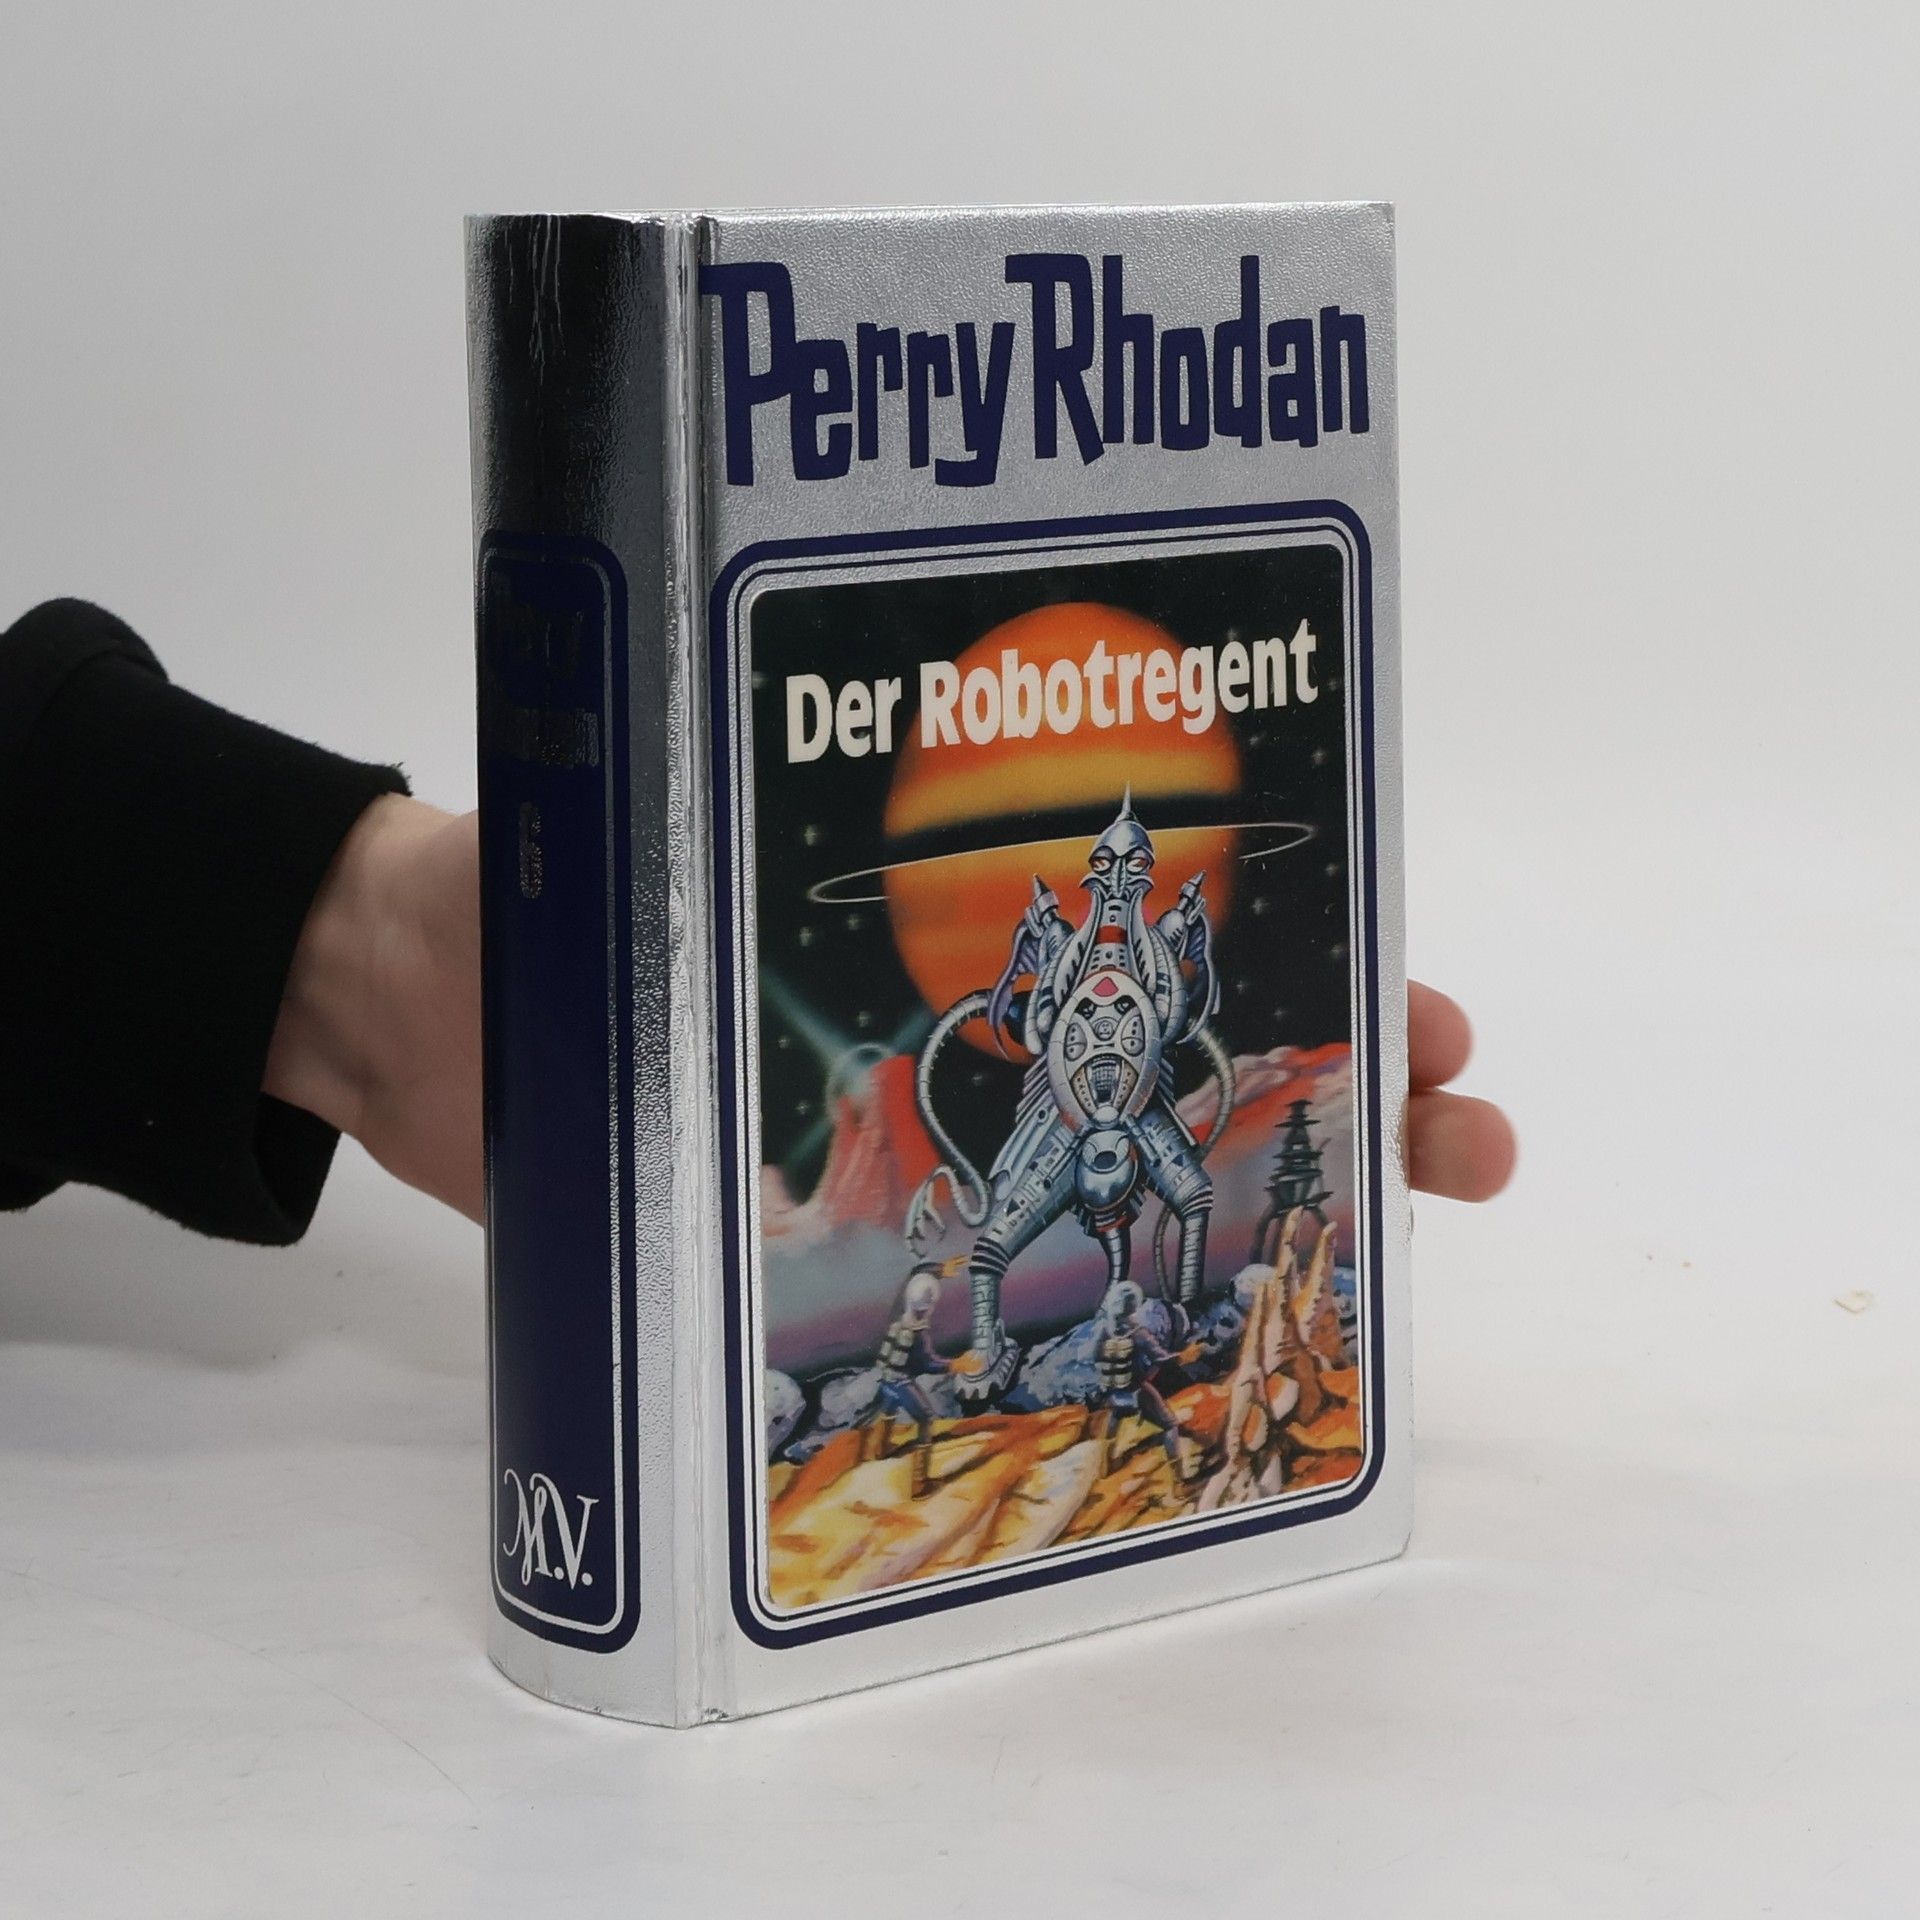 Perry Rhodan
Der Robotregent
Perry
Rhodan
6
M.V.